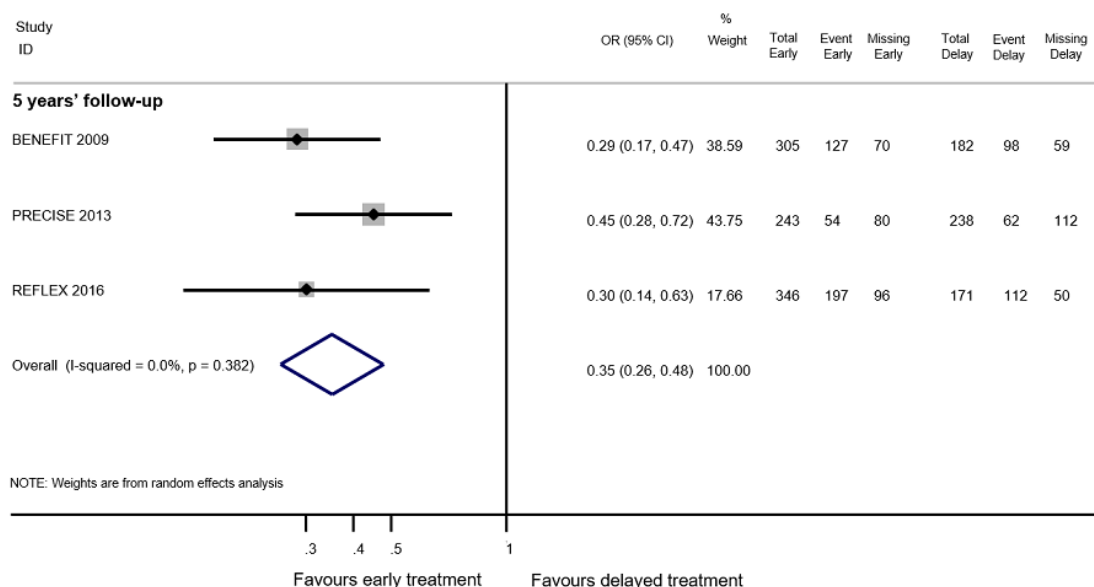 Study ID OR (95% CI) % Weight Total Early Event Early Missing Early Total Delay Event Delay Missing Delay
5 years’ follow-up
BENEFIT 2009 0.29 (0.17, 0.47) 38.59 305 127 70 182 98 59
PRECISE 2013 0.45 (0.28, 0.72) 43.75 243 54 80 238 62 112
REFLEX 2016 0.30 (0.14, 0.63) 17.66 346 197 96 171 112 50
Overall (I-squared = 0.0%, p = 0.382) 0.35 (0.26, 0.48) 100.00
NOTE: Weights are from random effects analysis
.3 .4 .5 1
Favours early treatment Favours delayed treatment